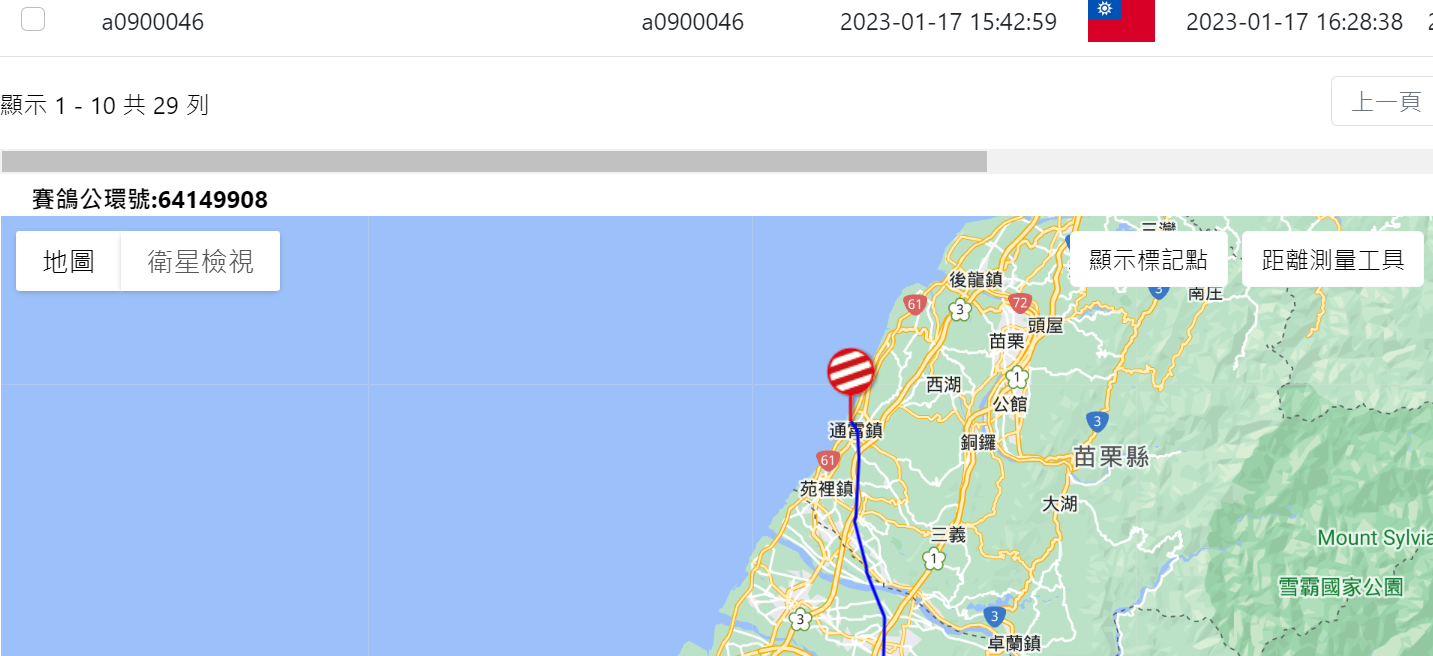 a0900046 a0900046 2023-01-17 15:42:59 2023-01-17 16:28:38
顯示 1 - 10 共 29 列
上一頁
賽鴿公環號:64149908
地圖 衛星檢視
三灣
顯示標記點 距離測量工具
後龍鎮
3
南庄
61
3
72
頭屋
苗栗
1
西湖
公館
3
通霄鎮
銅鑼
苗栗縣
61
苑裡鎮
大湖
三義
Mount Sylvia
1
雪霸國家公園
3
3
卓蘭鎮